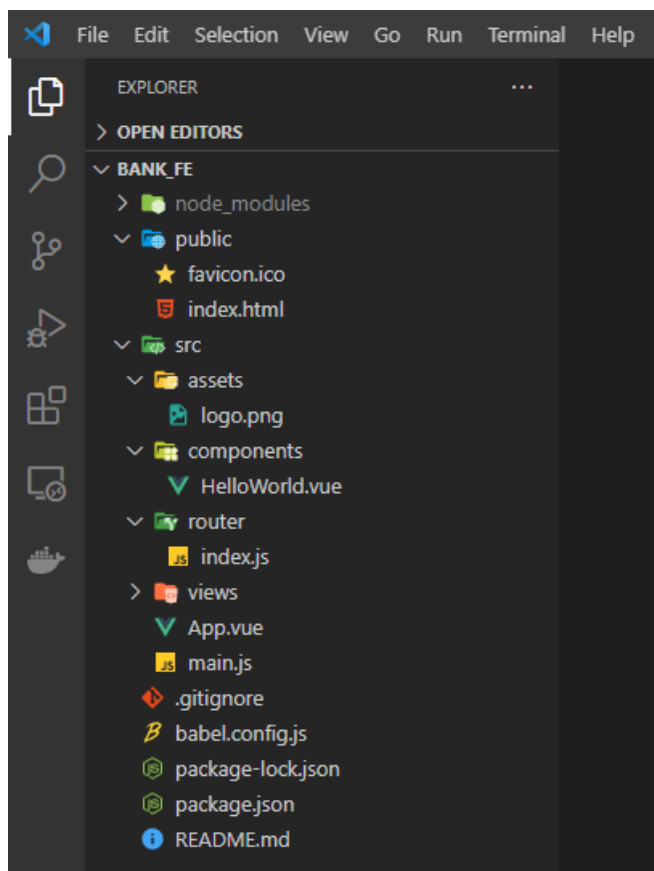 File Edit Selection View Go Run Terminal Help
EXPLORER
OPEN EDITORS
BANK_FE
node_modules
public
favicon.ico
index.html
src
assets
logo.png
components
HelloWorld.vue
router
index.js
views
App.vue
main.js
.gitignore
babel.config.js
package-lock.json
package.json
README.md